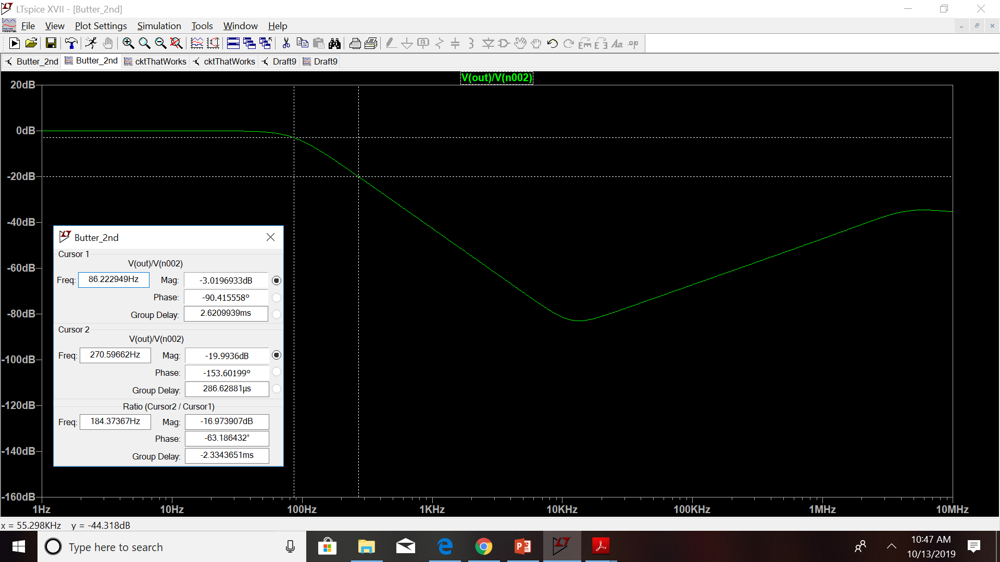 LTspice XVII - [Butter_2nd]
File View Plot Settings Simulation Tools Window Help
Butter_2nd Butter_2nd cktThatWorks cktThatWorks Draft9 Draft9
V(out)/V(n002)
20dB
0dB
-20dB
-40dB
-60dB
-80dB
-100dB
-120dB
-140dB
-160dB
1Hz 10Hz 100Hz 1KHz 10KHz 100KHz 1MHz 10MHz
Butter_2nd
Cursor 1
V(out)/V(n002)
Freq: 86.222949Hz Mag: -3.0196933dB
Phase: -90.415558°
Group Delay: 2.6209939ms
Cursor 2
V(out)/V(n002)
Freq: 270.59662Hz Mag: -19.9936dB
Phase: -153.60199°
Group Delay: 286.62881µs
Ratio (Cursor2 / Cursor1)
Freq: 184.37367Hz Mag: -16.973907dB
Phase: -63.186432°
Group Delay: -2.3343651ms
x = 55.298KHz y = -44.318dB
Type here to search
10:47 AM
10/13/2019